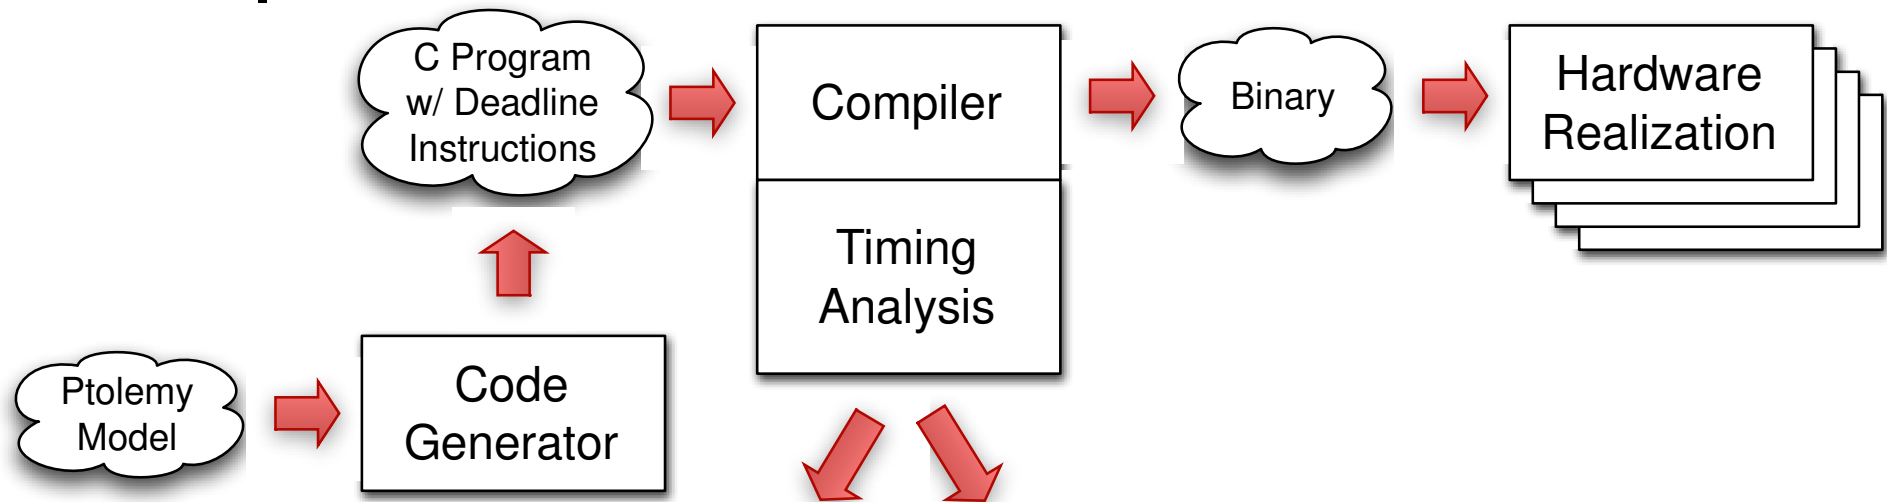 C Program
w/ Deadline
Instructions
Compiler
Binary
Hardware
Realization
Timing
Analysis
Ptolemy
Model
Code
Generator